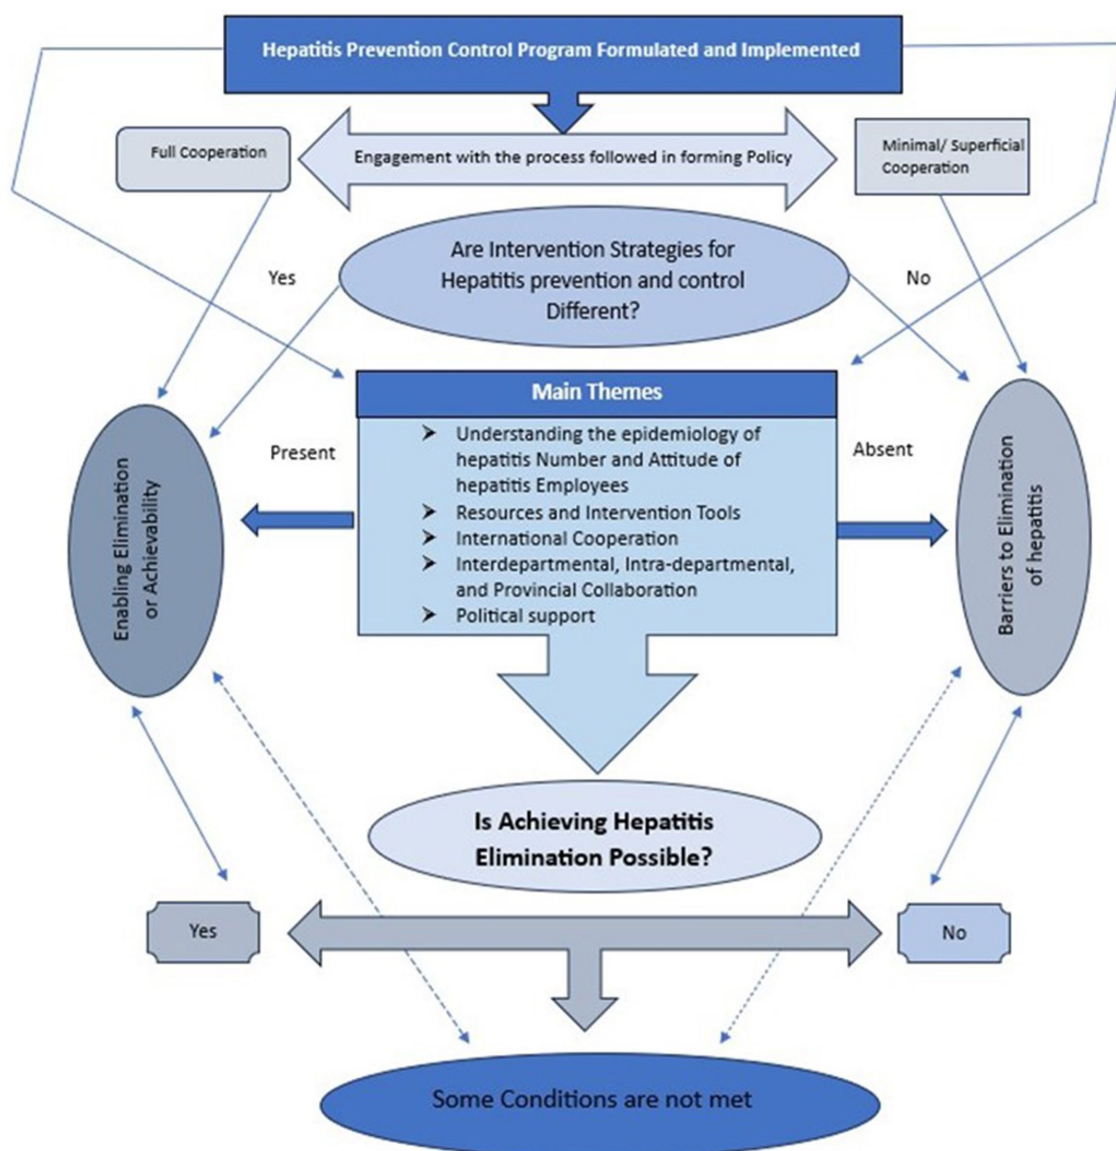 Hepatitis Prevention Control Program Formulated and Implemented
Full Cooperation
Engagement with the process followed in forming Policy
Minimal/ Superficial
Cooperation
Are Intervention Strategies for
Hepatitis prevention and control
Different?
Yes
No
Main Themes
➤ Understanding the epidemiology of
hepatitis Number and Attitude of
hepatitis Employees
➤ Resources and Intervention Tools
➤ International Cooperation
➤ Interdepartmental, Intra-departmental,
and Provincial Collaboration
➤ Political support
Present
Absent
Enabling Elimination
or Achievability
Barriers to Elimination
of hepatitis
Is Achieving Hepatitis
Elimination Possible?
Yes
No
Some Conditions are not met